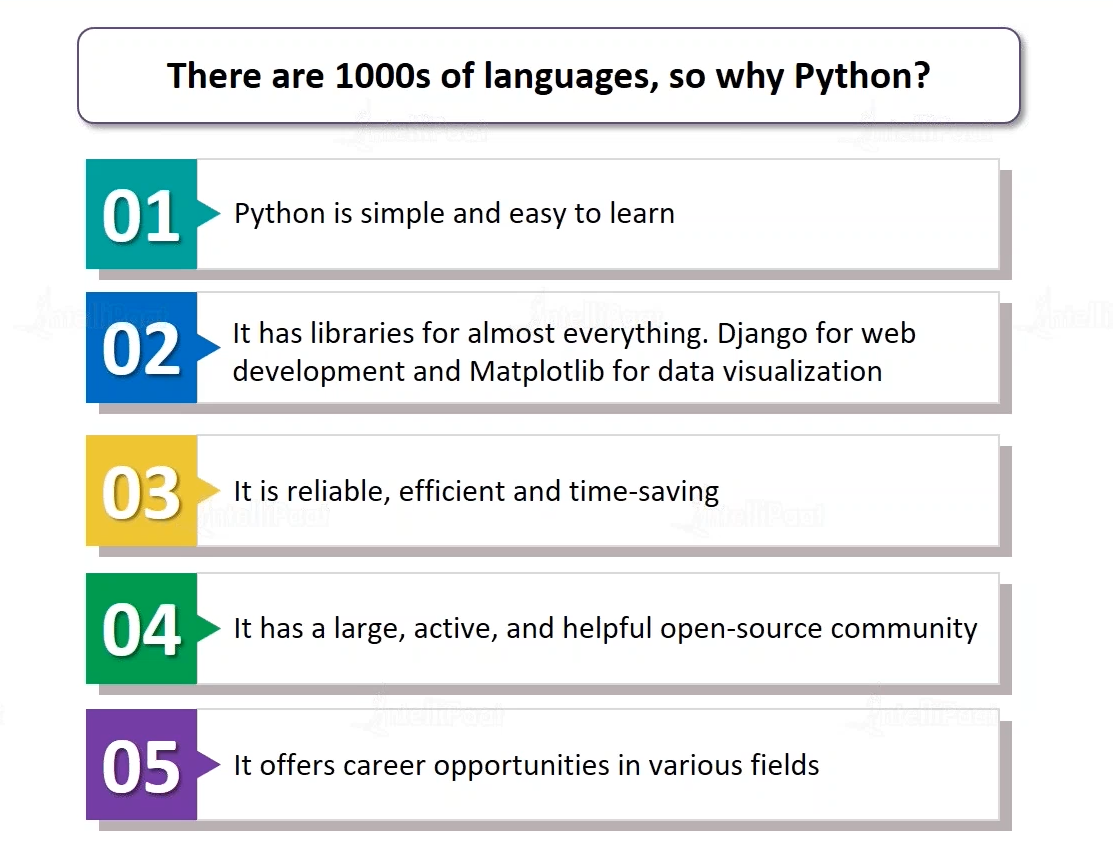 There are 1000s of languages, so why Python?
01
Python is simple and easy to learn
02
It has libraries for almost everything. Django for web
development and Matplotlib for data visualization
03
It is reliable, efficient and time-saving
04
It has a large, active, and helpful open-source community
05
It offers career opportunities in various fields